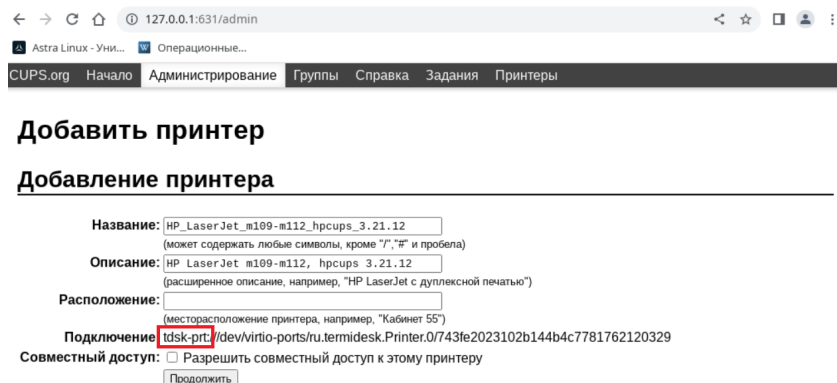 127.0.0.1:631/admin
Astra Linux - Уни... Операционные...
CUPS.org Начало Администрирование Группы Справка Задания Принтеры
Добавить принтер
Добавление принтера
Название: HP_LaserJet_m109-m112_hpcups_3.21.12
(может содержать любые символы, кроме "/","#" и пробела)
Описание: HP LaserJet m109-m112, hpcups 3.21.12
(расширенное описание, например, "HP LaserJet с дуплексной печатью")
Расположение:
(месторасположение принтера, например, "Кабинет 55")
Подключение: tdsk-prt://dev/virtio-ports/ru.termidesk.Printer.0/743fe2023102b144b4c7781762120329
Совместный доступ: Разрешить совместный доступ к этому принтеру
Продолжить